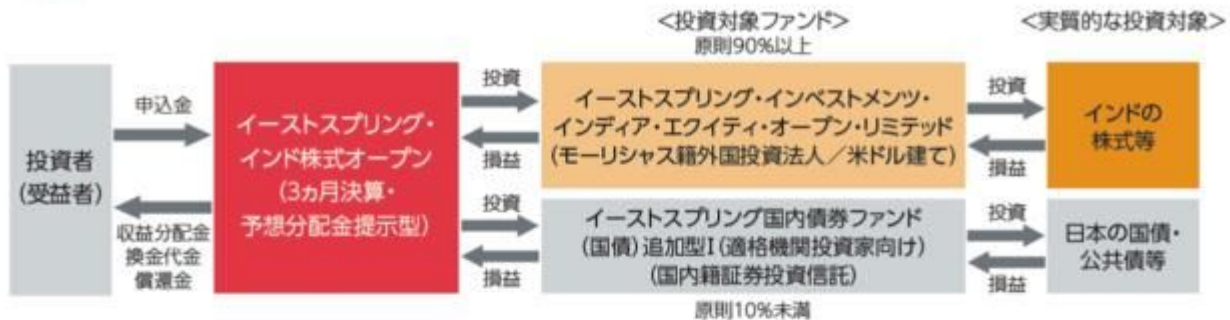 <投資対象ファンド>
原則90%以上
<実質的な投資対象>
投資者
(受益者)
申込金
収益分配金
換金代金
償還金
イーストスプリング・
インド株式オープン
(3ヵ月決算・
予想分配金提示型)
投資
損益
投資
損益
イーストスプリング・インベストメンツ・
インディア・エクイティ・オープン・リミテッド
(モーリシャス籍外国投資法人/米ドル建て)
イーストスプリング国内債券ファンド
(国債)追加型I(適格機関投資家向け)
(国内籍証券投資信託)
原則10%未満
投資
損益
投資
損益
インドの
株式等
日本の国債・
公共債等